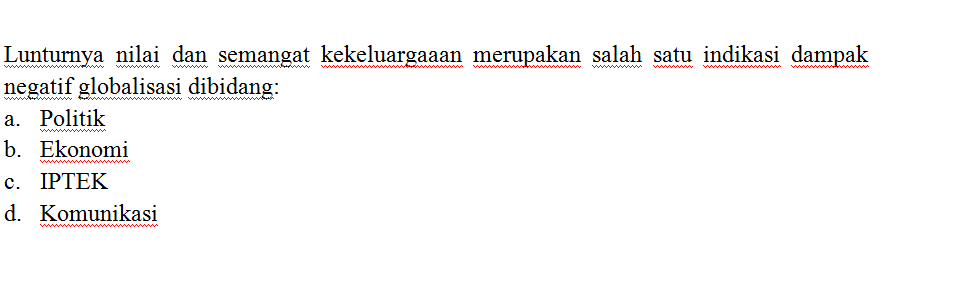 Lunturnya nilai dan semangat kekeluargaaan merupakan salah satu indikasi dampak
negatif globalisasi dibidang:
a. Politik
b. Ekonomi
c. IPTEK
d. Komunikasi